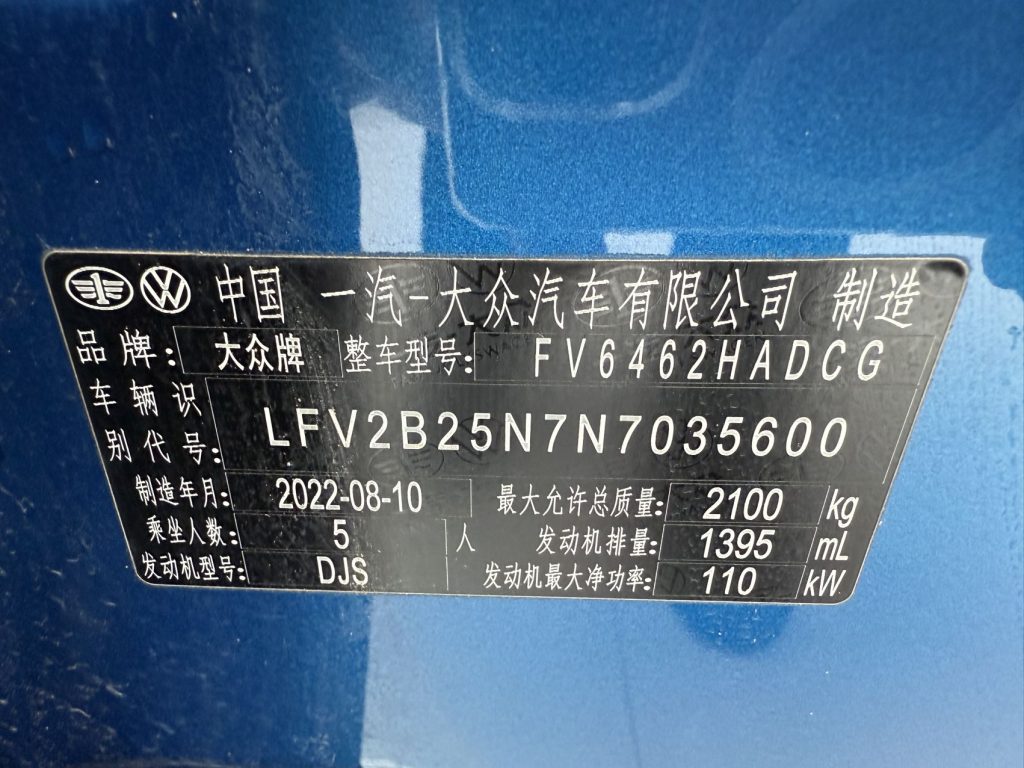 中国 一汽-大众汽车有限公司 制造
品牌: 大众牌 整车型号: FV6462HADCG
车辆识别代号: LFV2B25N7N7035600
制造年月: 2022-08-10 最大允许总质量: 2100 kg
乘坐人数: 5 人 发动机排量: 1395 mL
发动机型号: DJS 发动机最大净功率: 110 kW